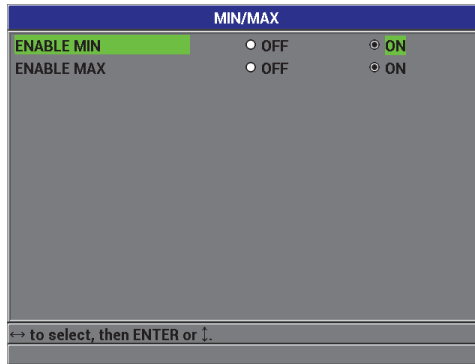 MIN/MAX
ENABLE MIN OFF ON
ENABLE MAX OFF ON
↔ to select, then ENTER or ↕.